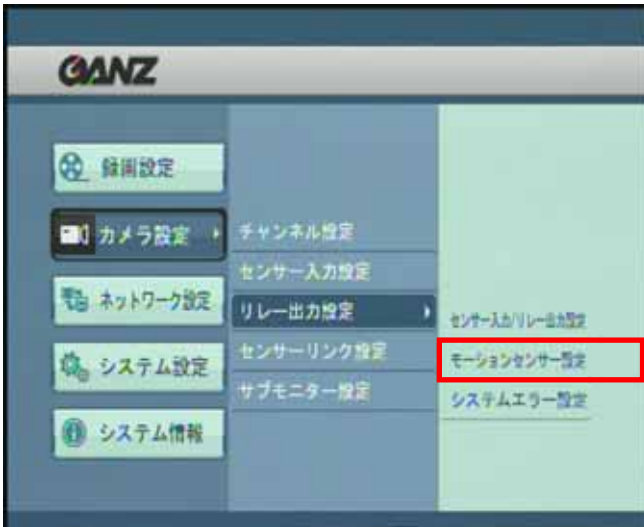 GANZ
録画設定
カメラ設定
ネットワーク設定
システム設定
システム情報
チャンネル設定
センサー入力設定
リレー出力設定
センサーリンク設定
サブモニター設定
センサー入力/リレー出力設定
モーションセンサー設定
システムエラー設定